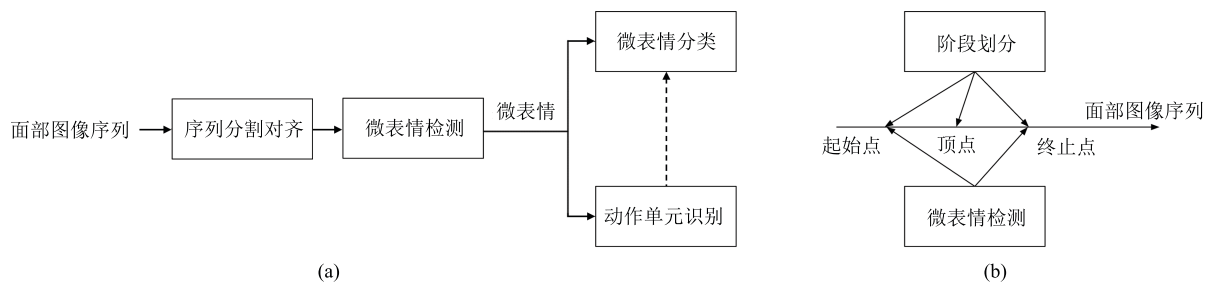 面部图像序列
序列分割对齐
微表情检测
微表情
微表情分类
动作单元识别
(a)
阶段划分
面部图像序列
起始点
顶点
终止点
微表情检测
(b)